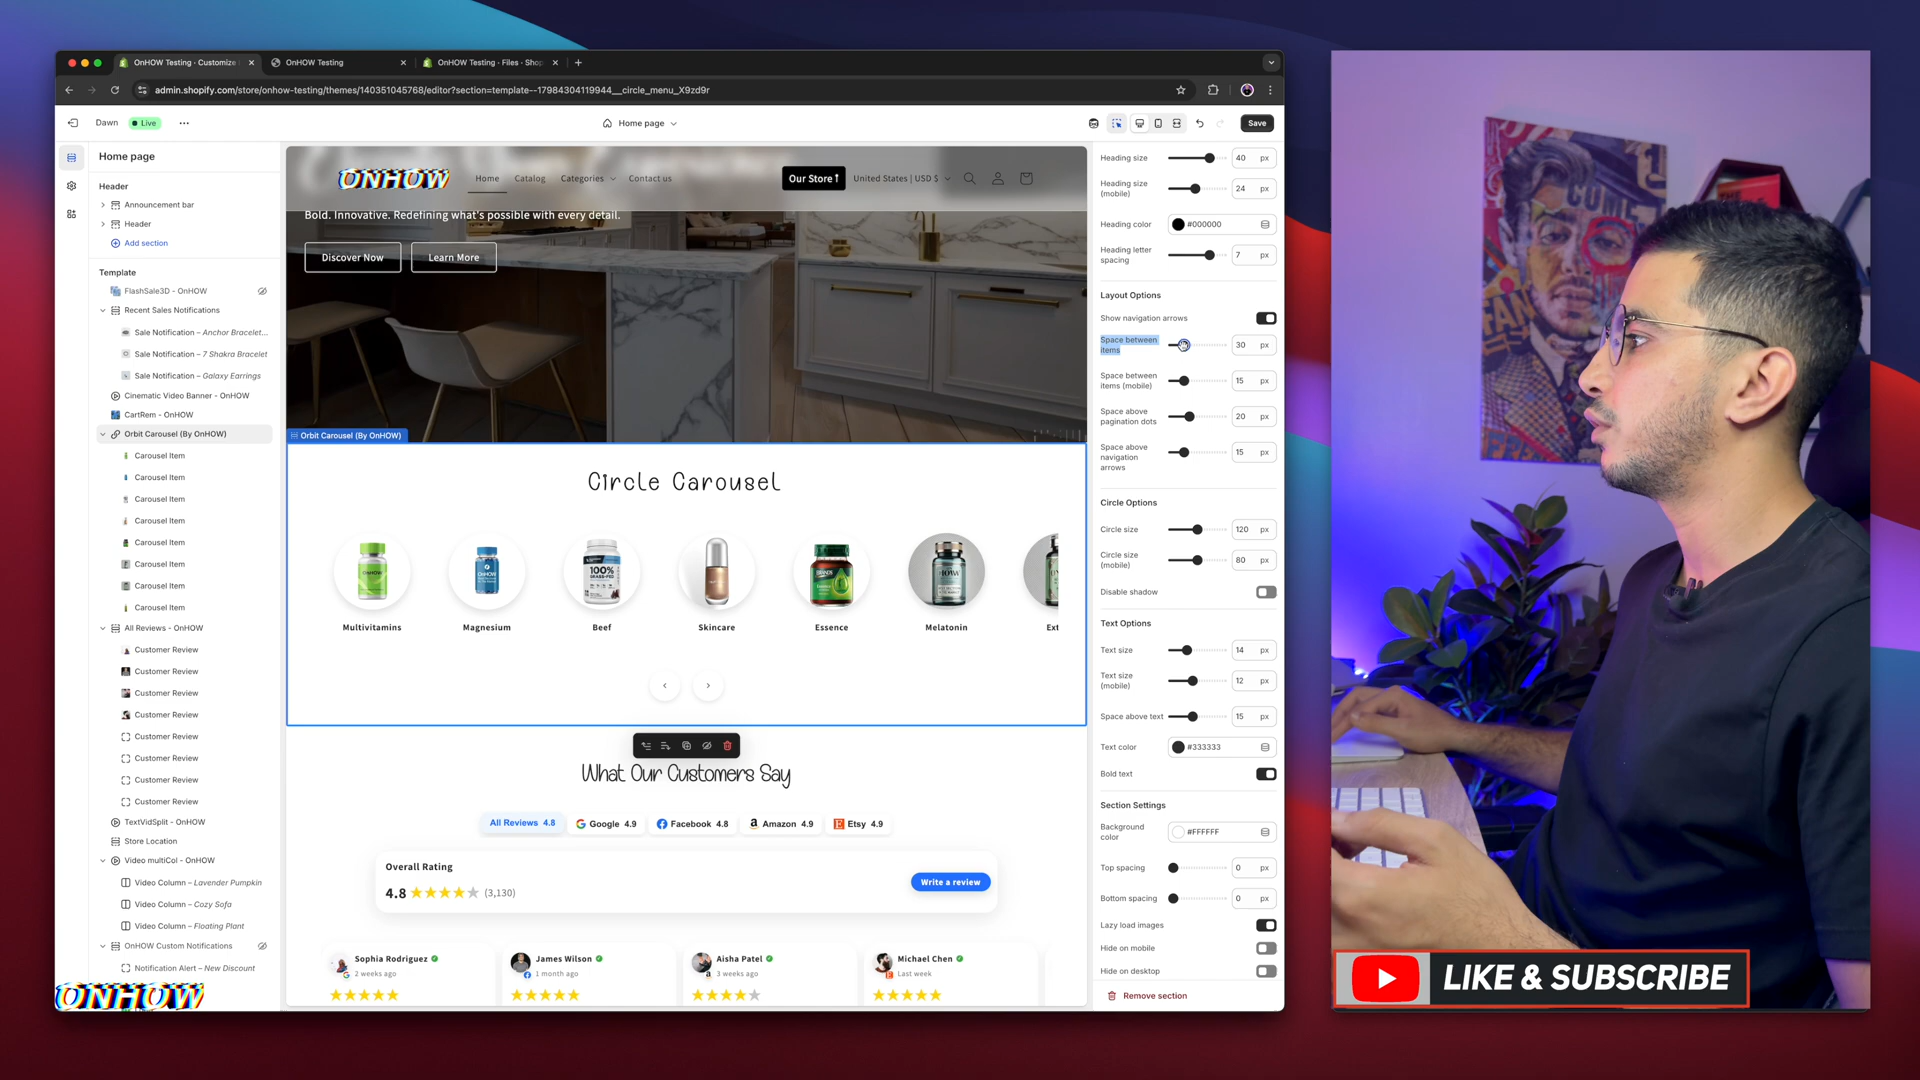 OnHOW Testing · Customize
OnHOW Testing
OnHOW Testing · Files · Shop
admin.shopify.com/store/onhow-testing/themes/140351045768/editor?section=template--17984304119944__circle_menu_X9zd9r
Dawn
Live
Home page
Save
Home page
Header
Announcement bar
Header
Add section
Template
FlashSale3D - OnHOW
Recent Sales Notifications
Sale Notification – Anchor Bracelet...
Sale Notification – 7 Shakra Bracelet
Sale Notification – Galaxy Earrings
Cinematic Video Banner - OnHOW
CartRem - OnHOW
Orbit Carousel (By OnHOW)
Carousel Item
Carousel Item
Carousel Item
Carousel Item
Carousel Item
Carousel Item
Carousel Item
Carousel Item
All Reviews - OnHOW
Customer Review
Customer Review
Customer Review
Customer Review
Customer Review
Customer Review
Customer Review
Customer Review
TextVidSplit - OnHOW
Store Location
Video multiCol - OnHOW
Video Column – Lavender Pumpkin
Video Column – Cozy Sofa
Video Column – Floating Plant
OnHOW Custom Notifications
Notification Alert – New Discount
ONHOW
ONHOW
Home
Catalog
Categories
Contact us
Our Store
United States | USD $
Bold. Innovative. Redefining what's possible with every detail.
Discover Now
Learn More
Orbit Carousel (By OnHOW)
Circle Carousel
Multivitamins
Magnesium
Beef
Skincare
Essence
Melatonin
Ext
What Our Customers Say
All Reviews 4.8
Google 4.9
Facebook 4.8
Amazon 4.9
Etsy 4.9
Overall Rating
4.8
(3,130)
Write a review
Sophia Rodriguez
2 weeks ago
James Wilson
1 month ago
Aisha Patel
3 weeks ago
Michael Chen
Last week
Heading size
40 px
Heading size
(mobile)
24 px
Heading color
#000000
Heading letter
spacing
7 px
Layout Options
Show navigation arrows
Space between
items
30 px
Space between
items (mobile)
15 px
Space above
pagination dots
20 px
Space above
navigation
arrows
15 px
Circle Options
Circle size
120 px
Circle size
(mobile)
80 px
Disable shadow
Text Options
Text size
14 px
Text size
(mobile)
12 px
Space above text
15 px
Text color
#333333
Bold text
Section Settings
Background
color
#FFFFFF
Top spacing
0 px
Bottom spacing
0 px
Lazy load images
Hide on mobile
Hide on desktop
Remove section
LIKE & SUBSCRIBE